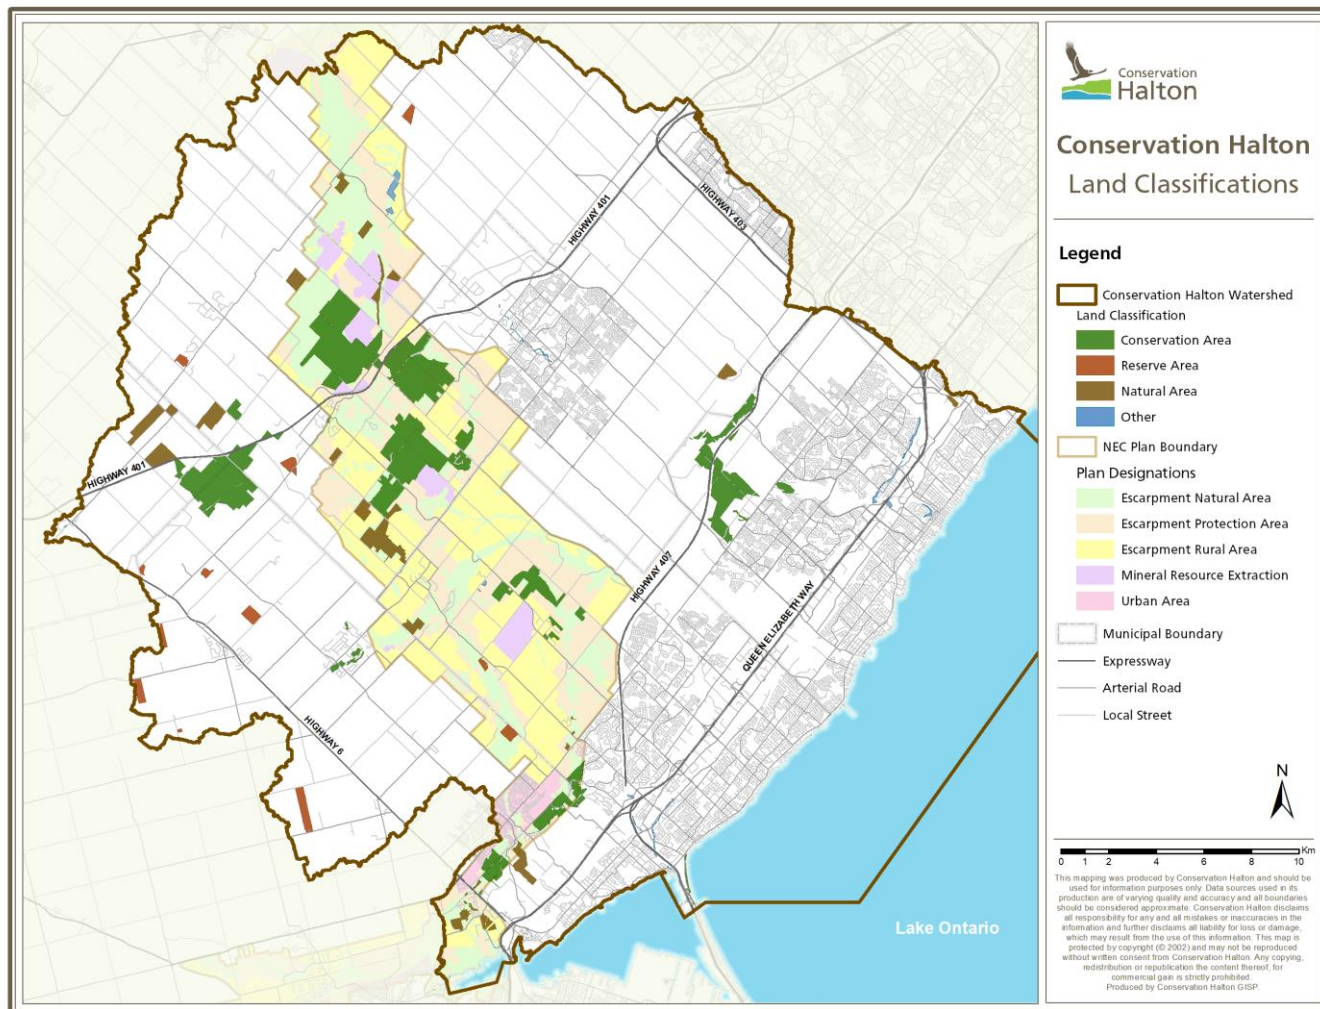 HIGHWAY 401
HIGHWAY 403
HIGHWAY 401
HIGHWAY 407
QUEEN ELIZABETH WAY
HIGHWAY 6
Lake Ontario
Conservation
Halton
Conservation Halton
Land Classifications
Legend
Conservation Halton Watershed
Land Classification
Conservation Area
Reserve Area
Natural Area
Other
NEC Plan Boundary
Plan Designations
Escarpment Natural Area
Escarpment Protection Area
Escarpment Rural Area
Mineral Resource Extraction
Urban Area
Municipal Boundary
Expressway
Arterial Road
Local Street
N
Km
0 1 2 4 6 8 10
This mapping was produced by Conservation Halton and should be
used for information purposes only. Data sources used in its
production are of varying quality and accuracy and all boundaries
should be considered approximate. Conservation Halton disclaims
all responsibility for any and all mistakes or inaccuracies in the
information and further disclaims all liability for loss or damage,
which may result from the use of this information. This map is
protected by copyright (© 2002) and may not be reproduced
without written consent from Conservation Halton. Any copying,
redistribution or republication the content thereof, for
commercial gain is strictly prohibited.
Produced by Conservation Halton GISP.